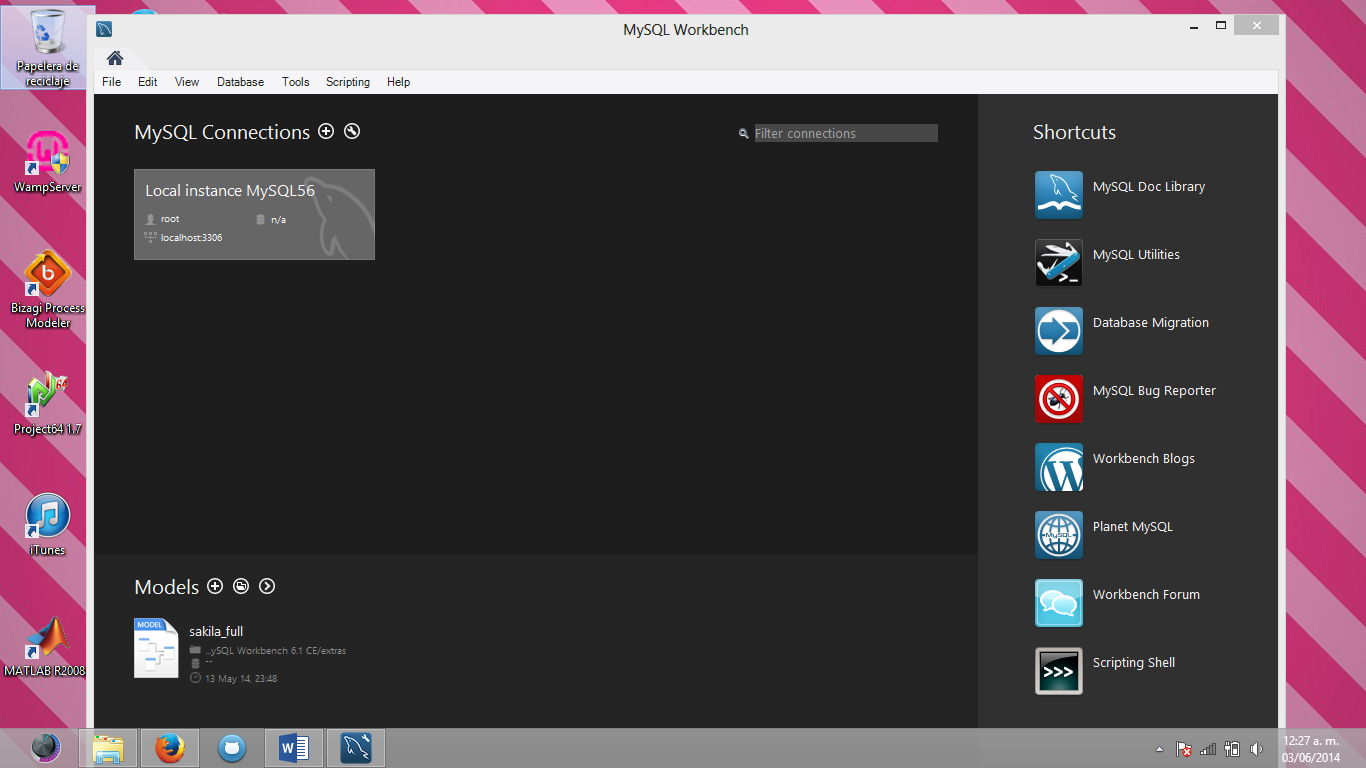 Papelera de
reciclaje
WampServer
Bizagi Process
Modeler
64
Project64 1.7
iTunes
MATLAB R2008
MySQL Workbench
File Edit View Database Tools Scripting Help
MySQL Connections
Filter connections
Local instance MySQL56
root
n/a
localhost:3306
Models
MODEL
sakila_full
..ySQL Workbench 6.1 CE/extras
--
13 May 14, 23:48
Shortcuts
MySQL Doc Library
MySQL Utilities
Database Migration
MySQL Bug Reporter
Workbench Blogs
MySQL
Planet MySQL
Workbench Forum
>>>
Scripting Shell
12:27 a. m.
03/06/2014